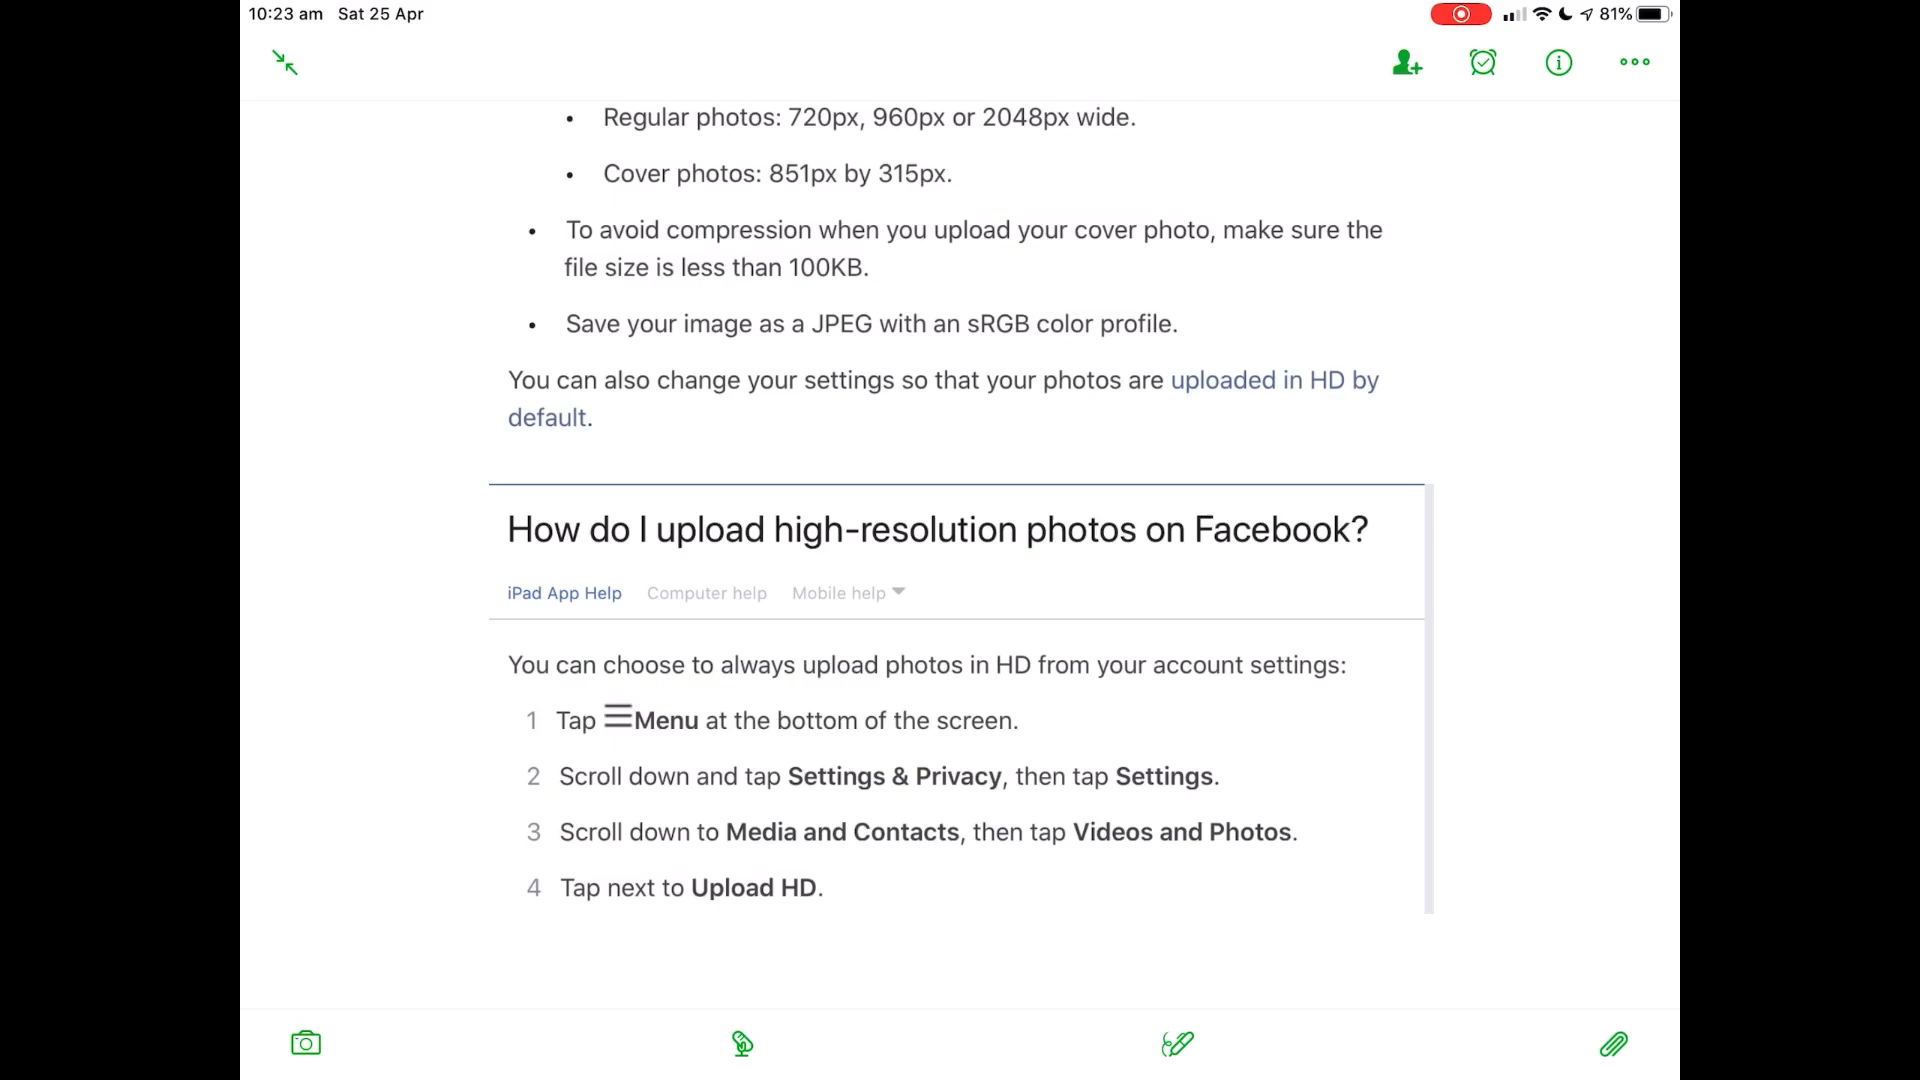 10:23 am Sat 25 Apr 81%
• Regular photos: 720px, 960px or 2048px wide.
• Cover photos: 851px by 315px.
• To avoid compression when you upload your cover photo, make sure the
file size is less than 100KB.
• Save your image as a JPEG with an sRGB color profile.
You can also change your settings so that your photos are uploaded in HD by
default.
How do I upload high-resolution photos on Facebook?
iPad App Help Computer help Mobile help
You can choose to always upload photos in HD from your account settings:
1 Tap Menu at the bottom of the screen.
2 Scroll down and tap Settings & Privacy, then tap Settings.
3 Scroll down to Media and Contacts, then tap Videos and Photos.
4 Tap next to Upload HD.